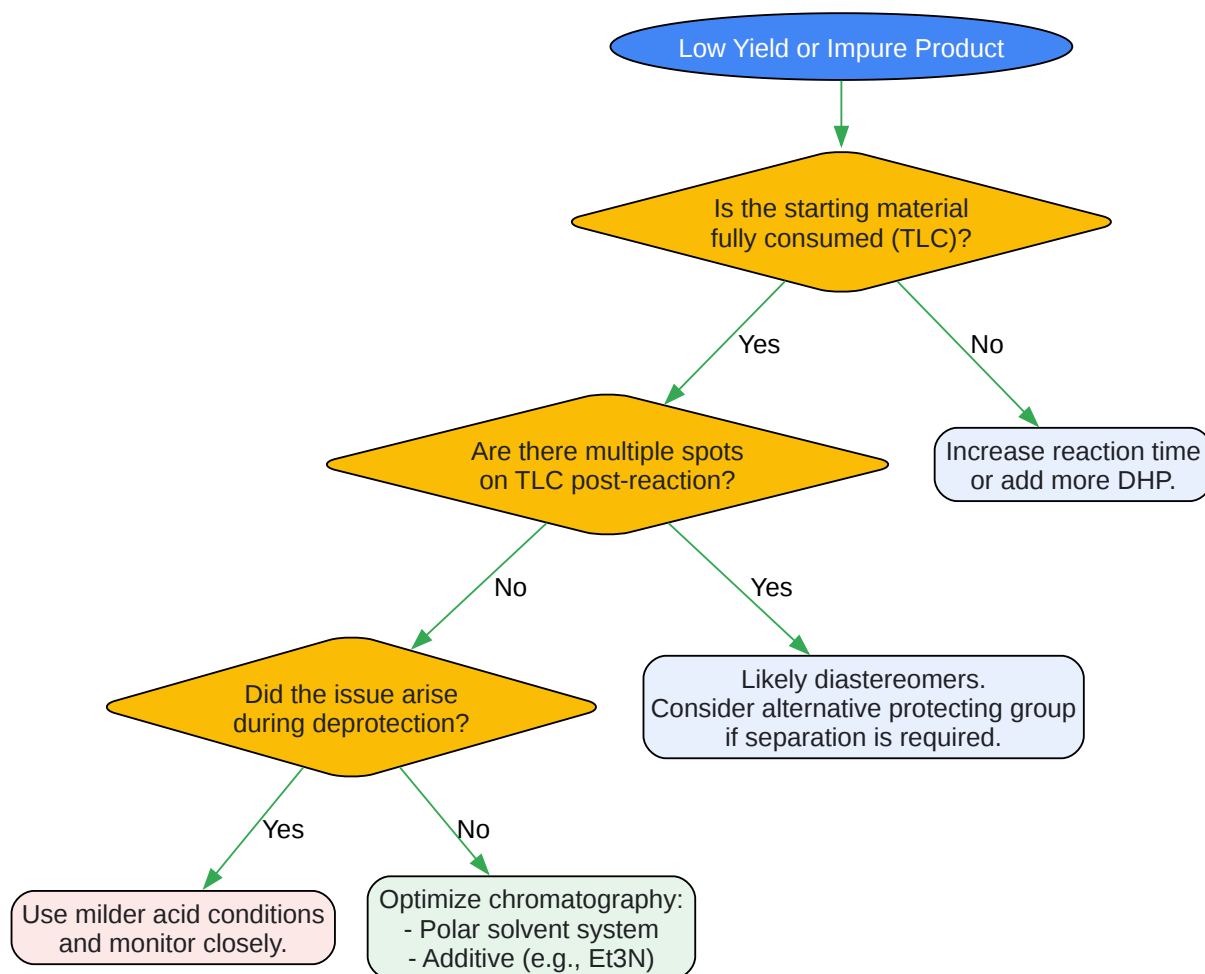 Low Yield or Impure Product
Is the starting material
fully consumed (TLC)?
Yes
No
Are there multiple spots
on TLC post-reaction?
Increase reaction time
or add more DHP.
No
Yes
Did the issue arise
during deprotection?
Likely diastereomers.
Consider alternative protecting group
if separation is required.
Yes
No
Use milder acid conditions
and monitor closely.
Optimize chromatography:
- Polar solvent system
- Additive (e.g., Et3N)